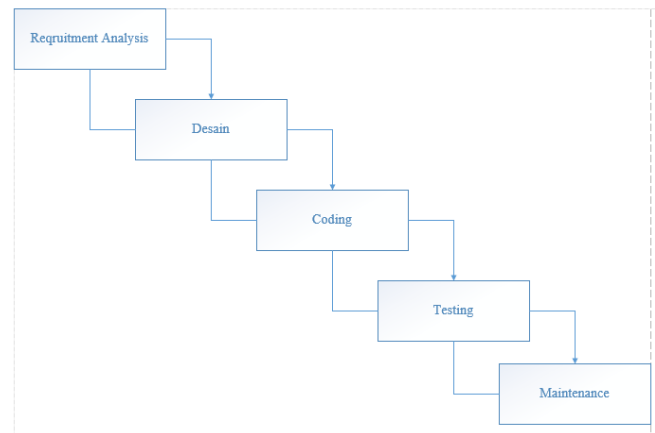 Reqruitment Analysis
Desain
Coding
Testing
Maintenance